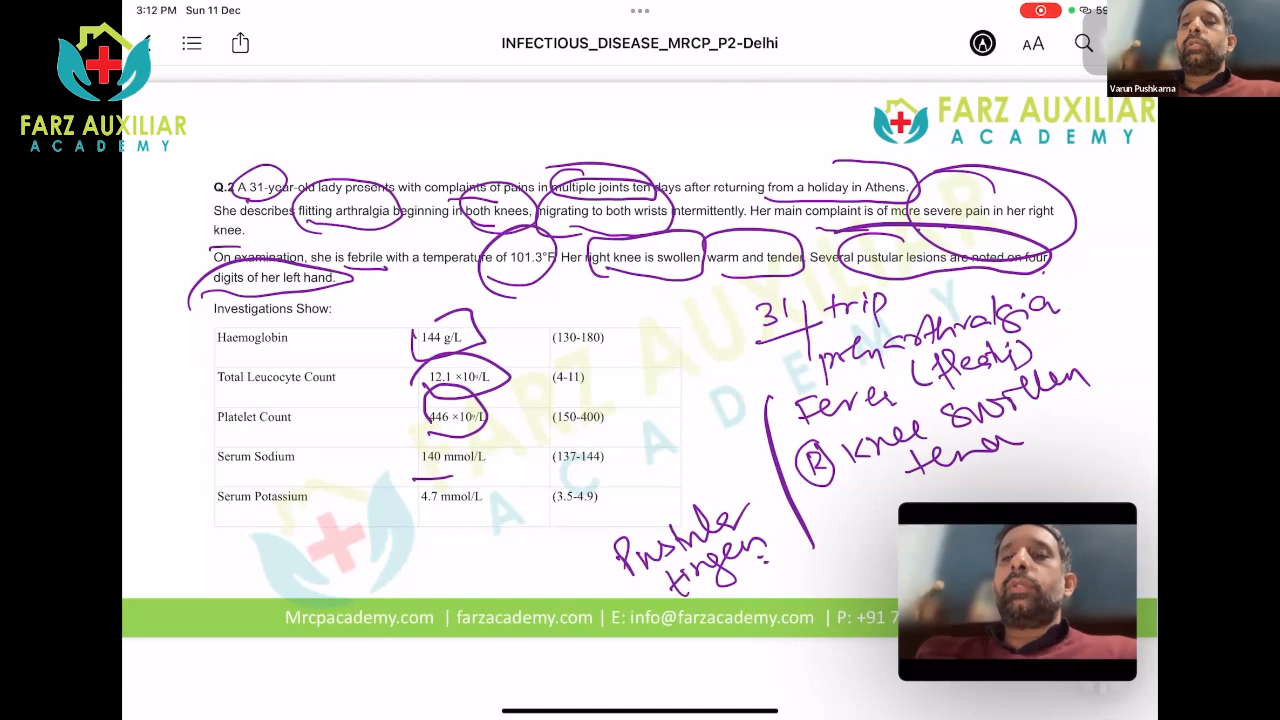 3:12 PM Sun 11 Dec
59
INFECTIOUS_DISEASE_MRCP_P2-Delhi
AA
Varun Pushkarna
FARZ AUXILIAR
ACADEMY
FARZ AUXILIAR
ACADEMY
Q.2 A 31-year-old lady presents with complaints of pains in multiple joints ten days after returning from a holiday in Athens.
She describes flitting arthralgia beginning in both knees, migrating to both wrists intermittently. Her main complaint is of more severe pain in her right
knee.
On examination, she is febrile with a temperature of 101.3°F. Her right knee is swollen, warm and tender. Several pustular lesions are noted on four
digits of her left hand.
Investigations Show:
Haemoglobin 144 g/L (130-180)
Total Leucocyte Count 12.1 ×10⁹/L (4-11)
Platelet Count 446 ×10⁹/L (150-400)
Serum Sodium 140 mmol/L (137-144)
Serum Potassium 4.7 mmol/L (3.5-4.9)
31 trip
polyarthralgia
Fever
R Knee swollen
FARZ AUXILIAR
ACADEMY
Mrcpacademy.com | farzacademy.com | E: info@farzacademy.com | P: +91 7